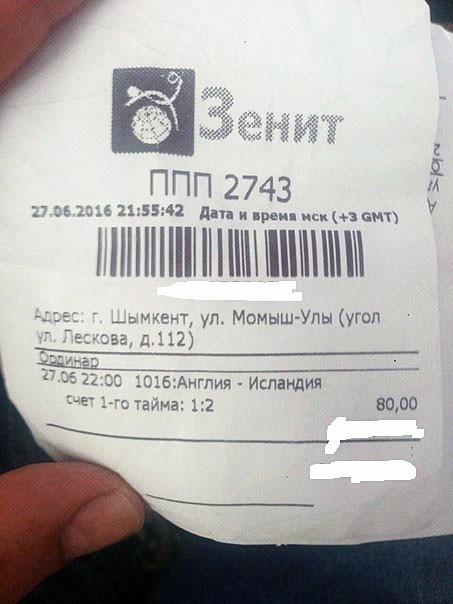 Зенит
ППП 2743
27.06.2016 21:55:42 Дата и время мск (+3 GMT)
Адрес: г. Шымкент, ул. Момыш-Улы (угол
ул. Лескова, д.112)
Ординар
27.06 22:00 1016:Англия - Исландия
счет 1-го тайма: 1:2 80,00